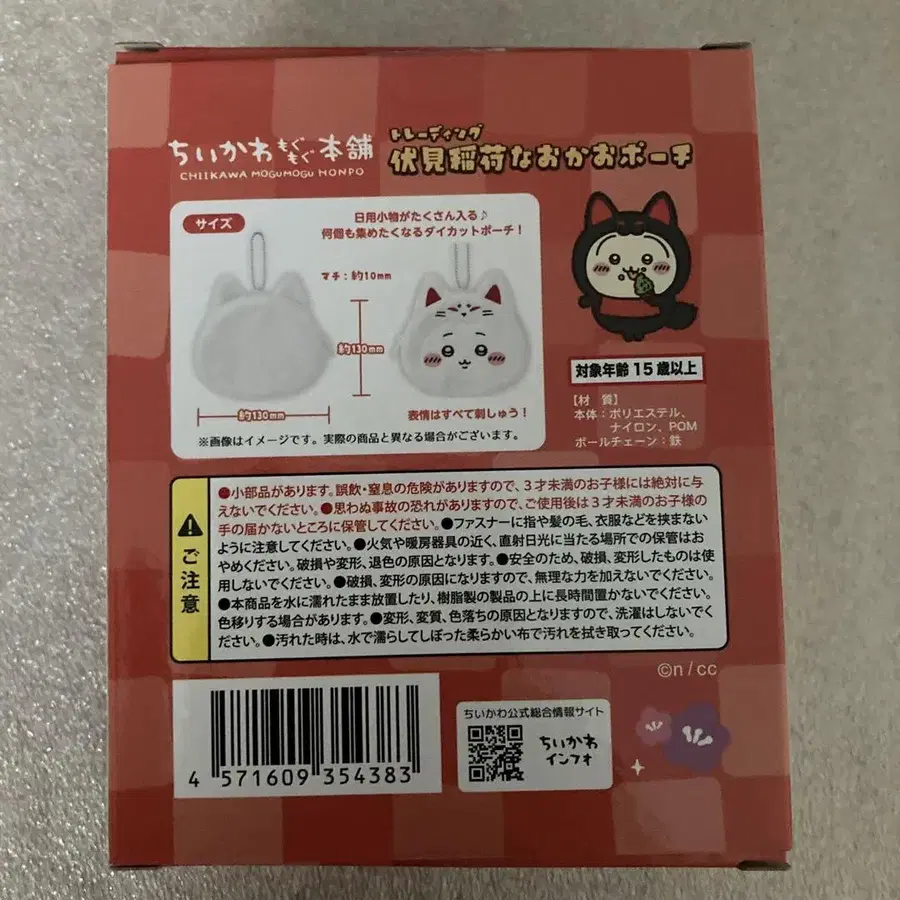 ちいかわもぐもぐ本舗
CHIIKAWA MOGUMOGU HONPO
トレーディング
伏見稲荷なおかおポーチ
サイズ
日用小物がたくさん入る♪
何個も集めたくなるダイカットポーチ!
マチ:約10mm
約130mm
約130mm
表情はすべて刺しゅう!
※画像はイメージです。実際の商品と異なる場合がございます。
対象年齢15歳以上
【材 質】
本体:ポリエステル、
ナイロン、POM
ボールチェーン:鉄
ご注意
●小部品があります。誤飲・窒息の危険がありますので、3才未満のお子様には絶対に与
えないでください。●思わぬ事故の恐れがありますので、ご使用後は3才未満のお子様の
手の届かないところに保管してください。●ファスナーに指や髪の毛、衣服などを挟まない
ように注意してください。●火気や暖房器具の近く、直射日光に当たる場所での保管はお
やめください。破損や変形、退色の原因となります。●安全のため、破損、変形したものは使
用しないでください。●破損、変形の原因になりますので、無理な力を加えないでください。
●本商品を水に濡れたまま放置したり、樹脂製の製品の上に長時間置かないでください。
色移りする場合があります。●変形、変質、色落ちの原因となりますので、洗濯はしないでく
ださい。●汚れた時は、水で濡らしてしぼった柔らかい布で汚れを拭き取ってください。
©n / cc
4 571609 354383
ちいかわ公式総合情報サイト
ちいかわ
インフォ